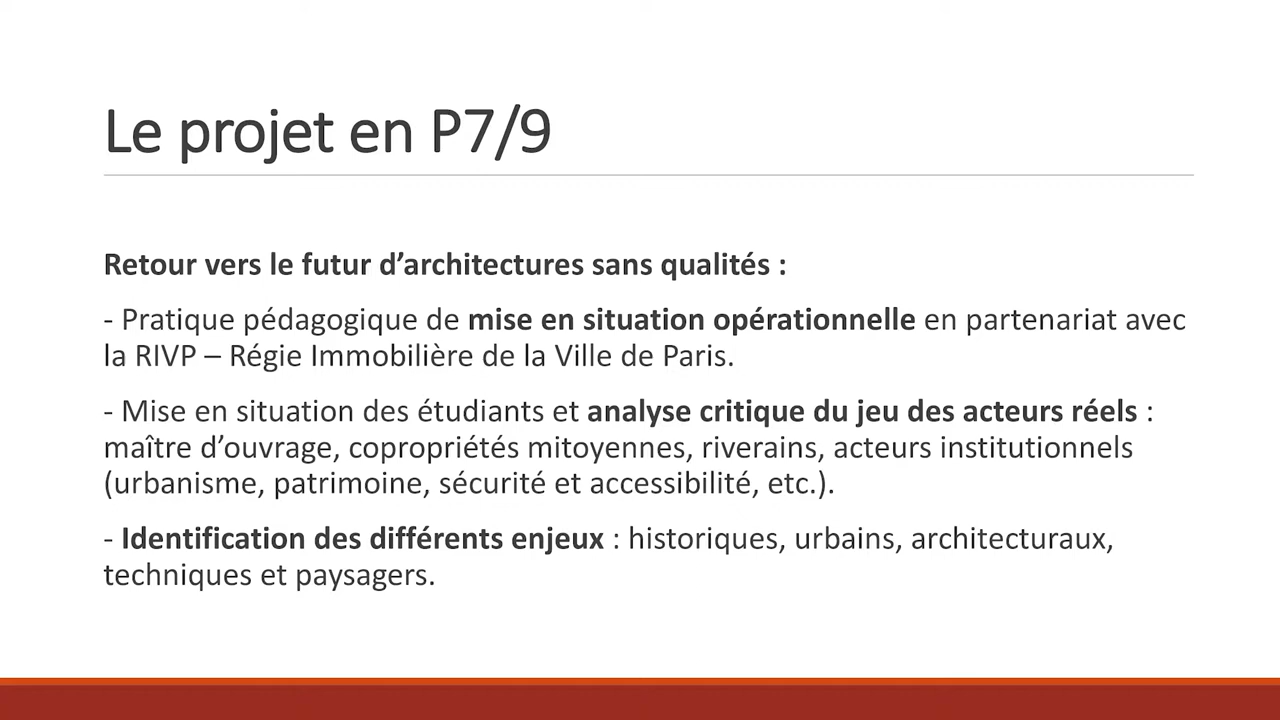 Le projet en P7/9
Retour vers le futur d’architectures sans qualités :
- Pratique pédagogique de mise en situation opérationnelle en partenariat avec
la RIVP – Régie Immobilière de la Ville de Paris.
- Mise en situation des étudiants et analyse critique du jeu des acteurs réels :
maître d’ouvrage, copropriétés mitoyennes, riverains, acteurs institutionnels
(urbanisme, patrimoine, sécurité et accessibilité, etc.).
- Identification des différents enjeux : historiques, urbains, architecturaux,
techniques et paysagers.